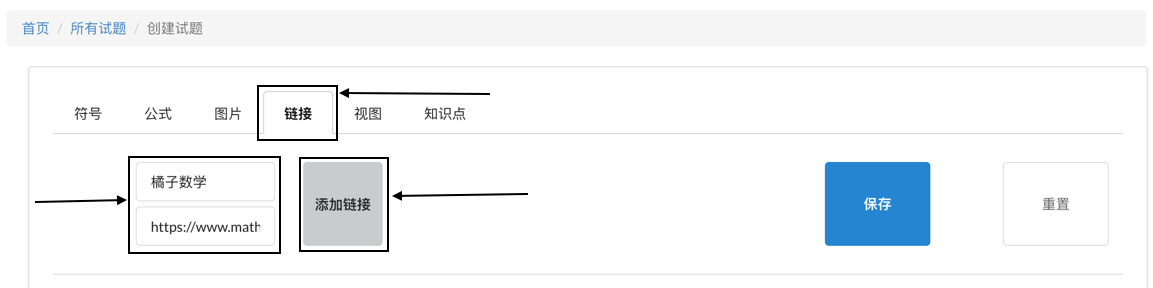 首页 / 所有试题 / 创建试题
符号 公式 图片 链接 视图 知识点
橘子数学
https://www.math
添加链接 保存 重置